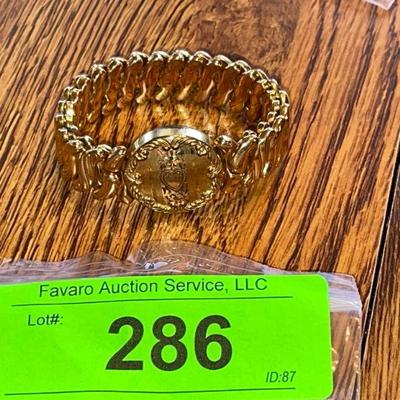 Favaro Auction Service, LLC
Lot#:
286
ID:87